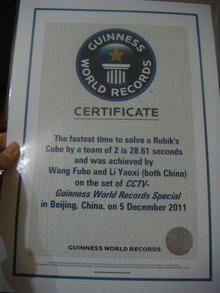 GUINNESS
WORLD RECORDS
CERTIFICATE
The fastest time to solve a Rubik's
Cube by a team of 2 is 28.61 seconds
and was achieved by
Wang Fubo and Li Yaoxi (both China)
on the set of CCTV-
Guinness World Records Special
in Beijing, China, on 5 December 2011
GUINNESS WORLD RECORDS